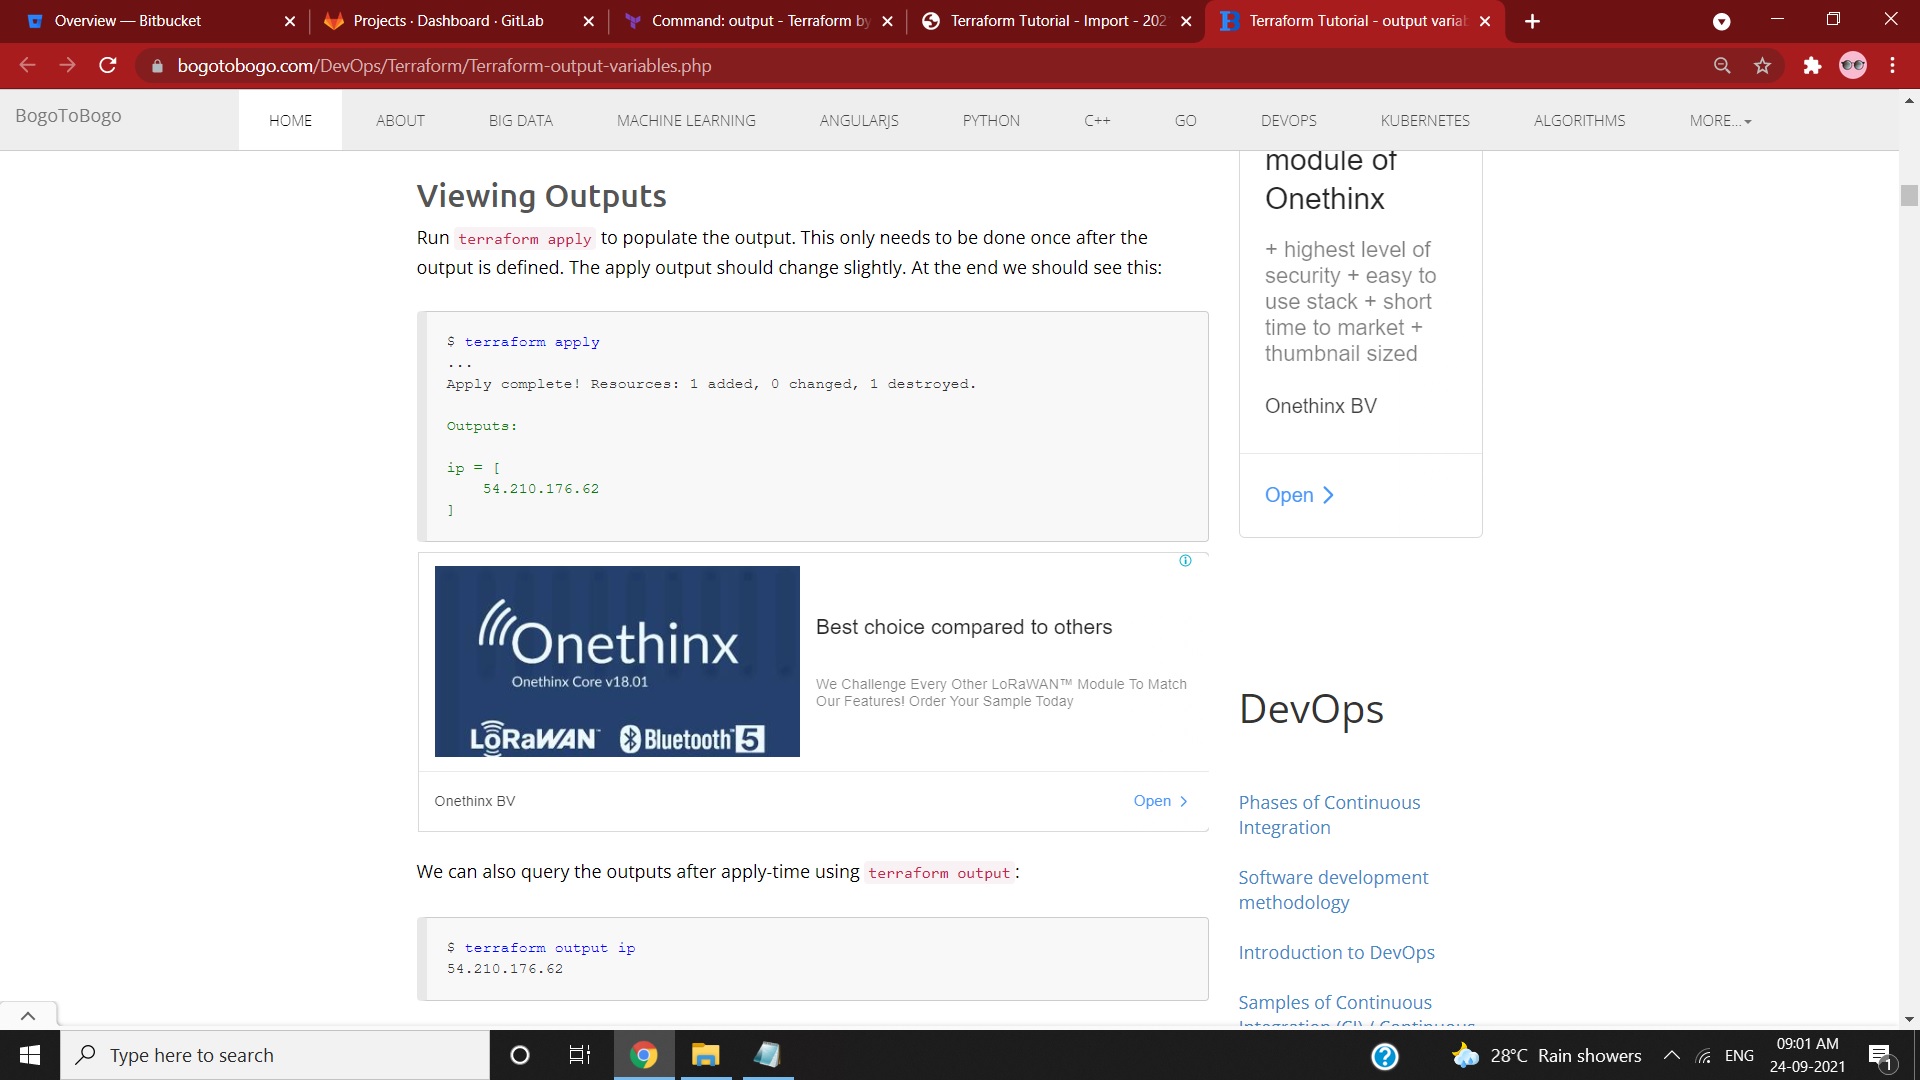 Overview — Bitbucket
Projects · Dashboard · GitLab
Command: output - Terraform by
Terraform Tutorial - Import - 202
Terraform Tutorial - output varia
bogotobogo.com/DevOps/Terraform/Terraform-output-variables.php
BogoToBogo
HOME
ABOUT
BIG DATA
MACHINE LEARNING
ANGULARJS
PYTHON
C++
GO
DEVOPS
KUBERNETES
ALGORITHMS
MORE...
Viewing Outputs
Run terraform apply to populate the output. This only needs to be done once after the
output is defined. The apply output should change slightly. At the end we should see this:
$ terraform apply
...
Apply complete! Resources: 1 added, 0 changed, 1 destroyed.
Outputs:
ip = [
54.210.176.62
]
Onethinx
Onethinx Core v18.01
LoRaWAN™
Bluetooth 5
Best choice compared to others
We Challenge Every Other LoRaWAN™ Module To Match
Our Features! Order Your Sample Today
Onethinx BV
Open
We can also query the outputs after apply-time using terraform output :
$ terraform output ip
54.210.176.62
module of
Onethinx
+ highest level of
security + easy to
use stack + short
time to market +
thumbnail sized
Onethinx BV
Open
DevOps
Phases of Continuous
Integration
Software development
methodology
Introduction to DevOps
Samples of Continuous
Integration (CI) / Continuous
Type here to search
28°C Rain showers
ENG
09:01 AM
24-09-2021
1